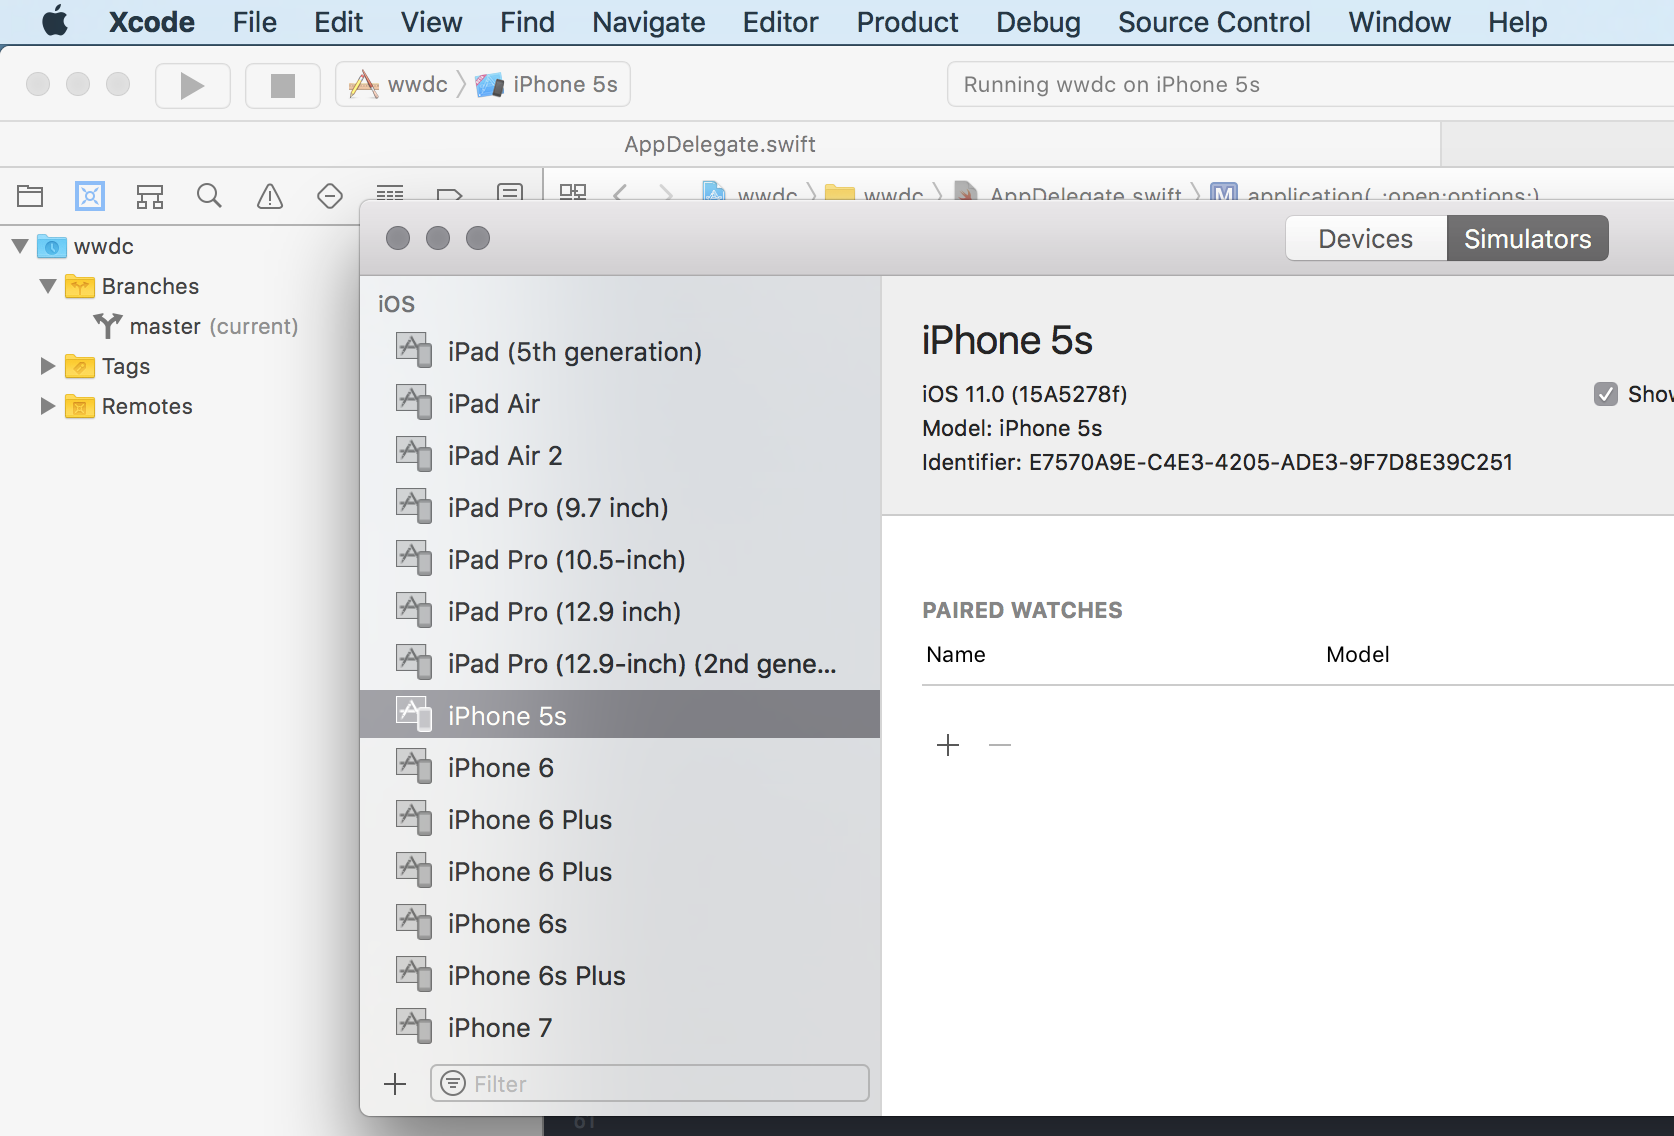 Xcode File Edit View Find Navigate Editor Product Debug Source Control Window Help
wwdc iPhone 5s Running wwdc on iPhone 5s
AppDelegate.swift
wwdc wwdc AppDelegate.swift M application(_:open:options:)
wwdc
Branches
master (current)
Tags
Remotes
Devices Simulators
iOS
iPad (5th generation)
iPad Air
iPad Air 2
iPad Pro (9.7 inch)
iPad Pro (10.5-inch)
iPad Pro (12.9 inch)
iPad Pro (12.9-inch) (2nd gene...
iPhone 5s
iPhone 6
iPhone 6 Plus
iPhone 6 Plus
iPhone 6s
iPhone 6s Plus
iPhone 7
Filter
iPhone 5s
iOS 11.0 (15A5278f)
Show
Model: iPhone 5s
Identifier: E7570A9E-C4E3-4205-ADE3-9F7D8E39C251
PAIRED WATCHES
Name Model
61